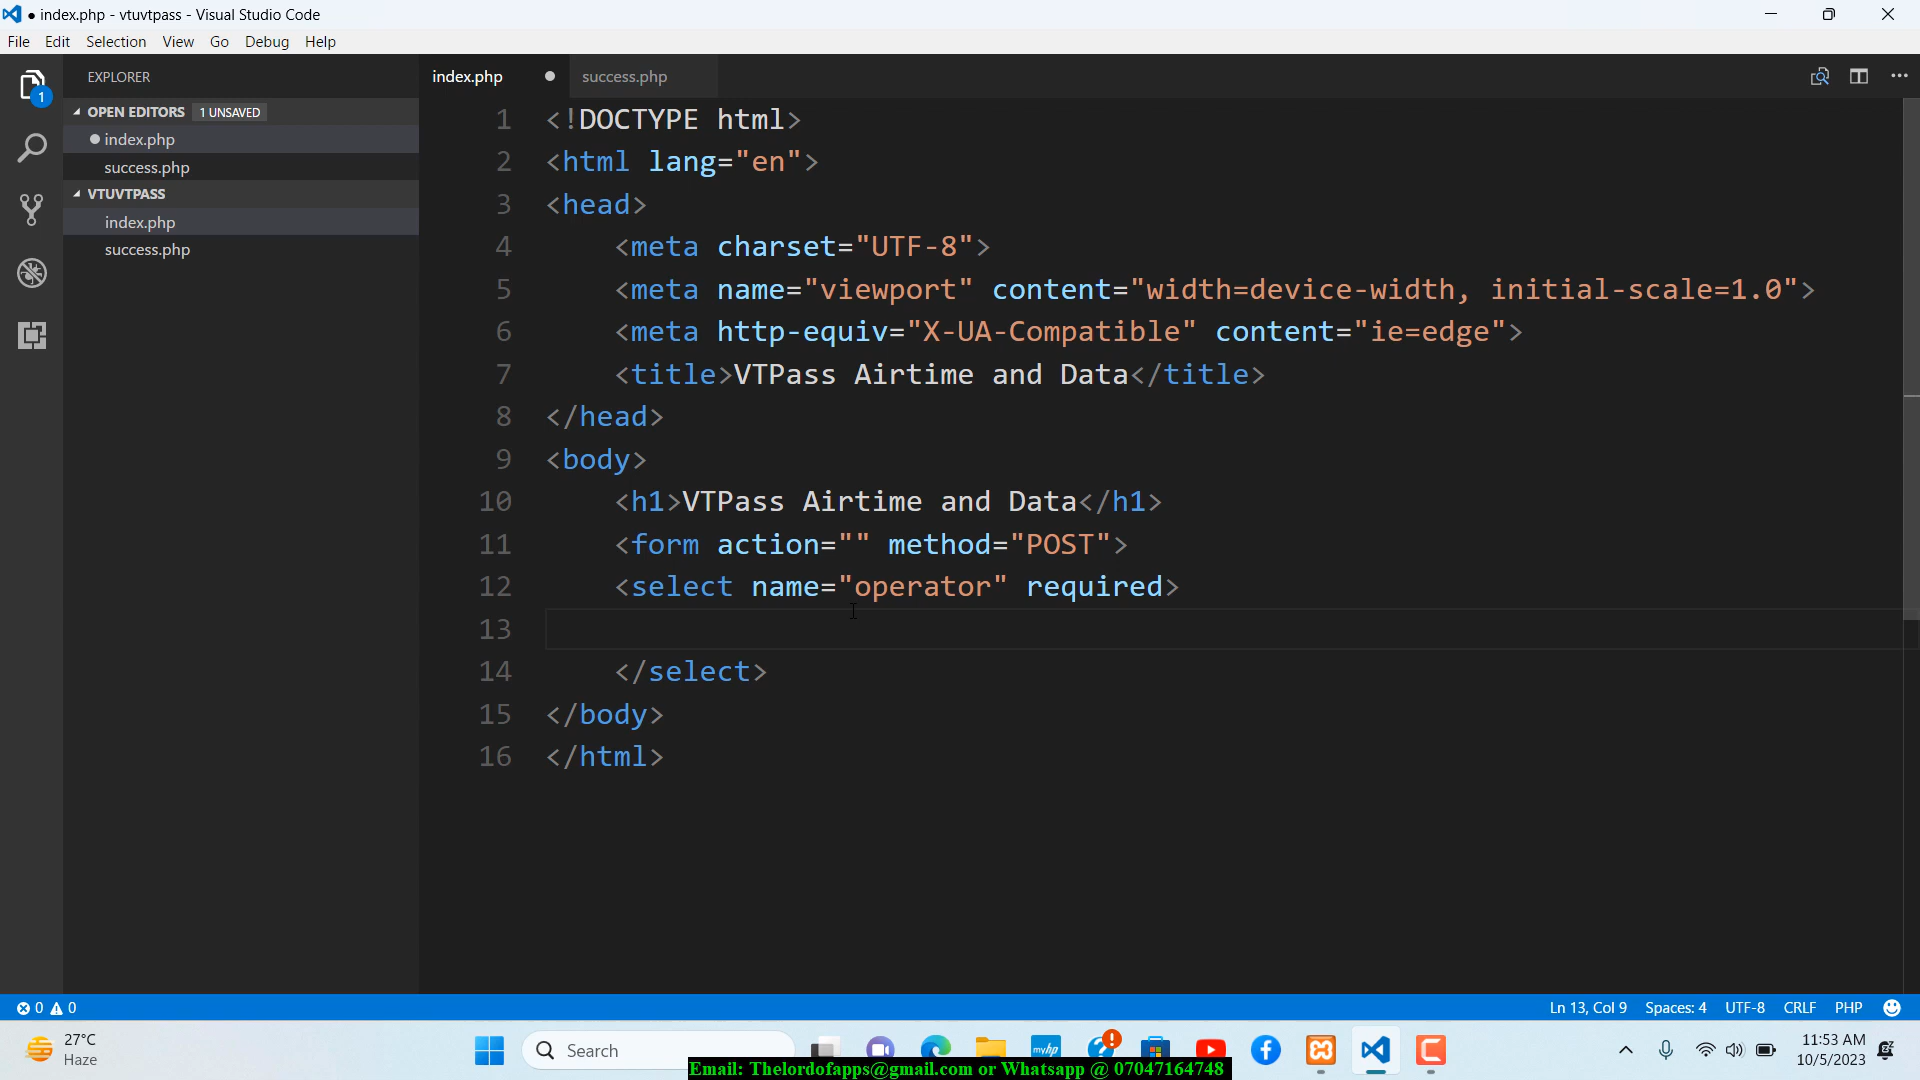 ● index.php - vtuvtpass - Visual Studio Code
File Edit Selection View Go Debug Help
EXPLORER
1
OPEN EDITORS 1 UNSAVED
index.php
success.php
VTUVTPASS
index.php
success.php
index.php success.php
1 <!DOCTYPE html>
2 <html lang="en">
3 <head>
4 <meta charset="UTF-8">
5 <meta name="viewport" content="width=device-width, initial-scale=1.0">
6 <meta http-equiv="X-UA-Compatible" content="ie=edge">
7 <title>VTPass Airtime and Data</title>
8 </head>
9 <body>
10 <h1>VTPass Airtime and Data</h1>
11 <form action="" method="POST">
12 <select name="operator" required>
13
14 </select>
15 </body>
16 </html>
0 0
Ln 13, Col 9 Spaces: 4 UTF-8 CRLF PHP
27°C
Haze
Search
myhp
11:53 AM
10/5/2023
Email: Thelordofapps@gmail.com or Whatsapp @ 07047164748